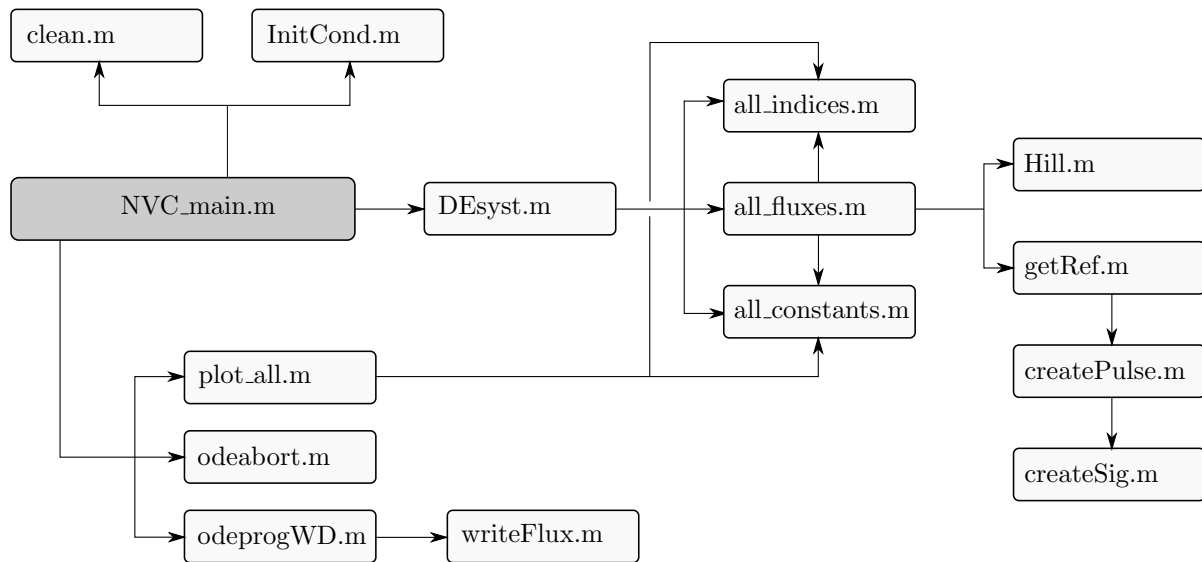 clean.m
InitCond.m
all_indices.m
Hill.m
NVC_main.m
DEsyst.m
all_fluxes.m
getRef.m
all_constants.m
plot_all.m
createPulse.m
odeabort.m
createSig.m
odeprogWD.m
writeFlux.m